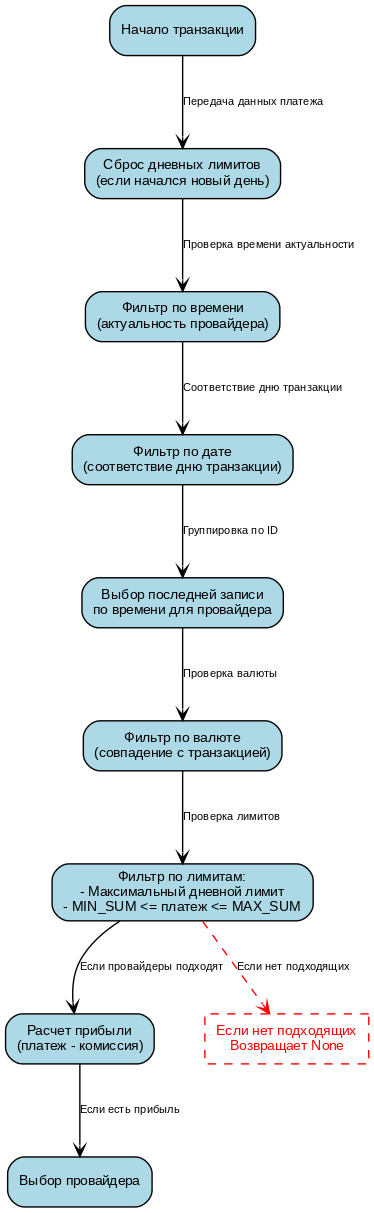 Начало транзакции
Передача данных платежа
Сброс дневных лимитов
(если начался новый день)
Проверка времени актуальности
Фильтр по времени
(актуальность провайдера)
Соответствие дню транзакции
Фильтр по дате
(соответствие дню транзакции)
Группировка по ID
Выбор последней записи
по времени для провайдера
Проверка валюты
Фильтр по валюте
(совпадение с транзакцией)
Проверка лимитов
Фильтр по лимитам:
- Максимальный дневной лимит
- MIN_SUM <= платеж <= MAX_SUM
Если провайдеры подходят
Если нет подходящих
Расчет прибыли
(платеж - комиссия)
Если нет подходящих
Возвращает None
Если есть прибыль
Выбор провайдера